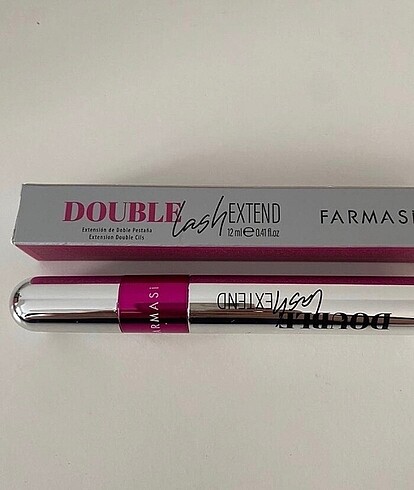 DOUBLE lash EXTEND
12 ml e 0.41 fl.oz
Extensión de Doble Pestaña
Extension Double Cils
FARMASi
FARMASi
DOUBLE lash EXTEND